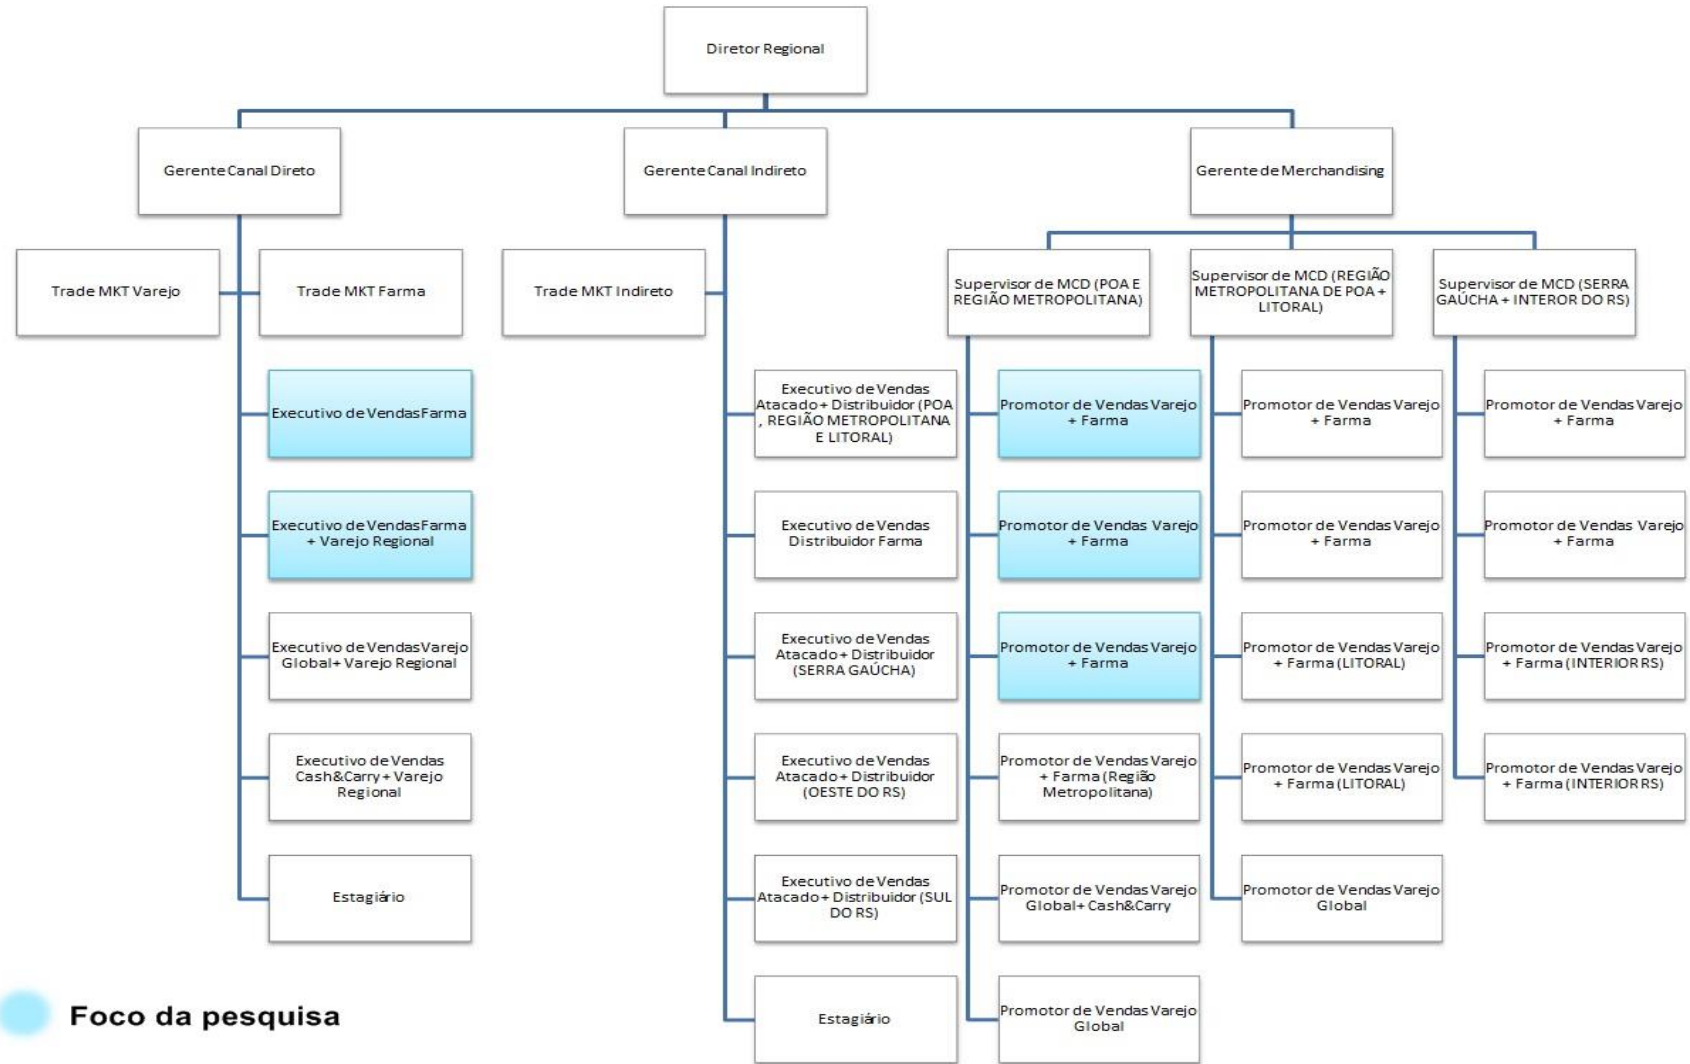 Diretor Regional
Gerente Canal Direto
Gerente Canal Indireto
Gerente de Merchandising
Trade MKT Varejo
Trade MKT Farma
Trade MKT Indireto
Supervisor de MCD (POA E
REGIÃO METROPOLITANA)
Supervisor de MCD (REGIÃO
METROPOLITANA DE POA +
LITORAL)
Supervisor de MCD (SERRA
GAÚCHA + INTEROR DO RS)
Executivo de Vendas Farma
Executivo de Vendas
Atacado + Distribuidor (POA
, REGIÃO METROPOLITANA
E LITORAL)
Promotor de Vendas Varejo
+ Farma
Promotor de Vendas Varejo
+ Farma
Promotor de Vendas Varejo
+ Farma
Executivo de Vendas Farma
+ Varejo Regional
Executivo de Vendas
Distribuidor Farma
Promotor de Vendas Varejo
+ Farma
Promotor de Vendas Varejo
+ Farma
Promotor de Vendas Varejo
+ Farma
Executivo de Vendas Varejo
Global + Varejo Regional
Executivo de Vendas
Atacado + Distribuidor
(SERRA GAÚCHA)
Promotor de Vendas Varejo
+ Farma
Promotor de Vendas Varejo
+ Farma (LITORAL)
Promotor de Vendas Varejo
+ Farma (INTERIOR RS)
Executivo de Vendas
Cash&Carry + Varejo
Regional
Executivo de Vendas
Atacado + Distribuidor
(OESTE DO RS)
Promotor de Vendas Varejo
+ Farma (Região
Metropolitana)
Promotor de Vendas Varejo
+ Farma (LITORAL)
Promotor de Vendas Varejo
+ Farma (INTERIOR RS)
Estagiário
Executivo de Vendas
Atacado + Distribuidor (SUL
DO RS)
Promotor de Vendas Varejo
Global + Cash&Carry
Promotor de Vendas Varejo
Global
Estagiário
Promotor de Vendas Varejo
Global
Foco da pesquisa